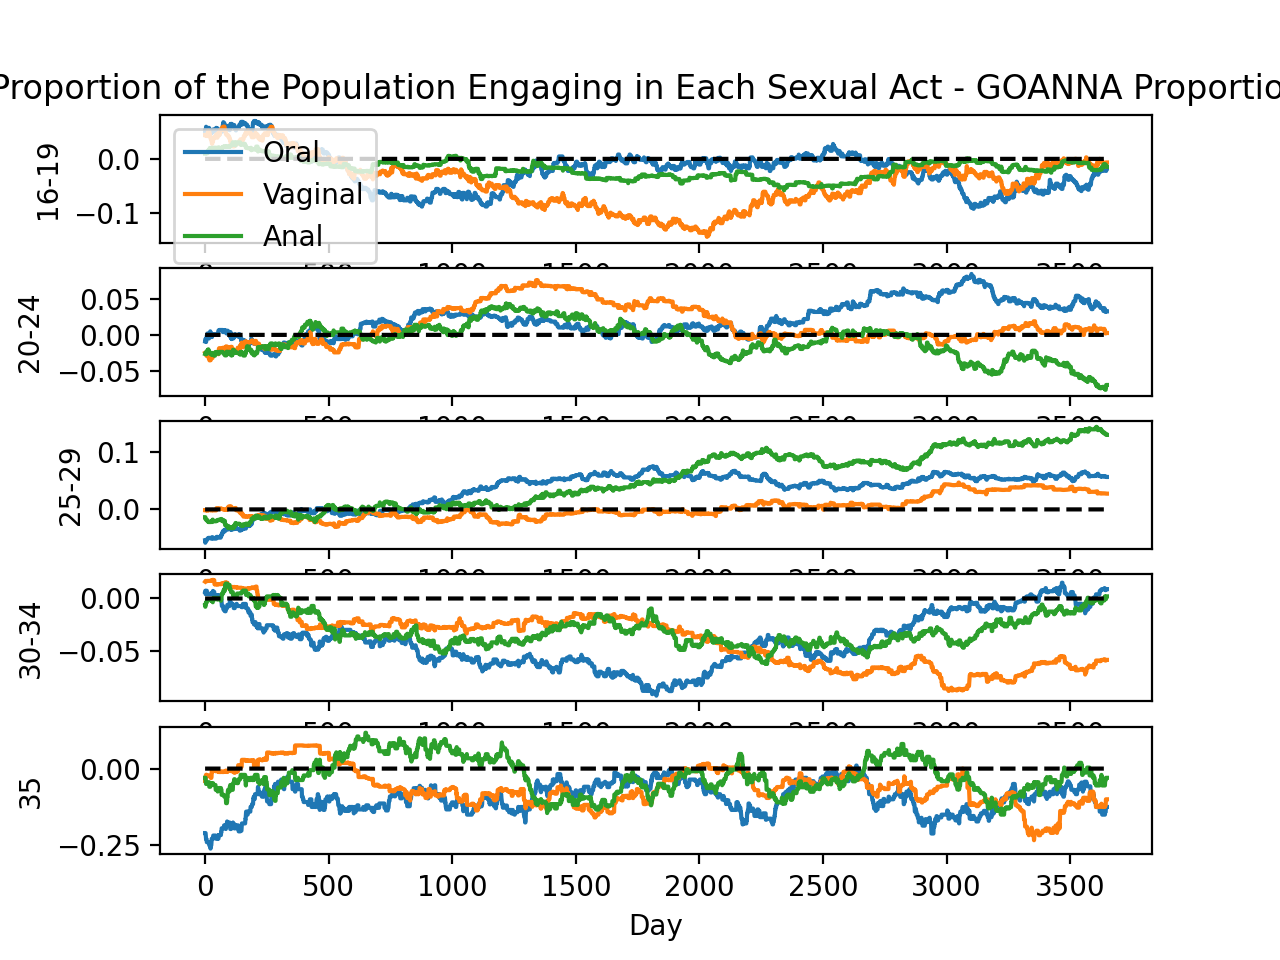 Proportion of the Population Engaging in Each Sexual Act - GOANNA Proportio
16-19
0.0
−0.1
Oral
Vaginal
Anal
20-24
0.05
0.00
−0.05
25-29
0.1
0.0
30-34
0.00
−0.05
35
0.00
−0.25
0 500 1000 1500 2000 2500 3000 3500
Day